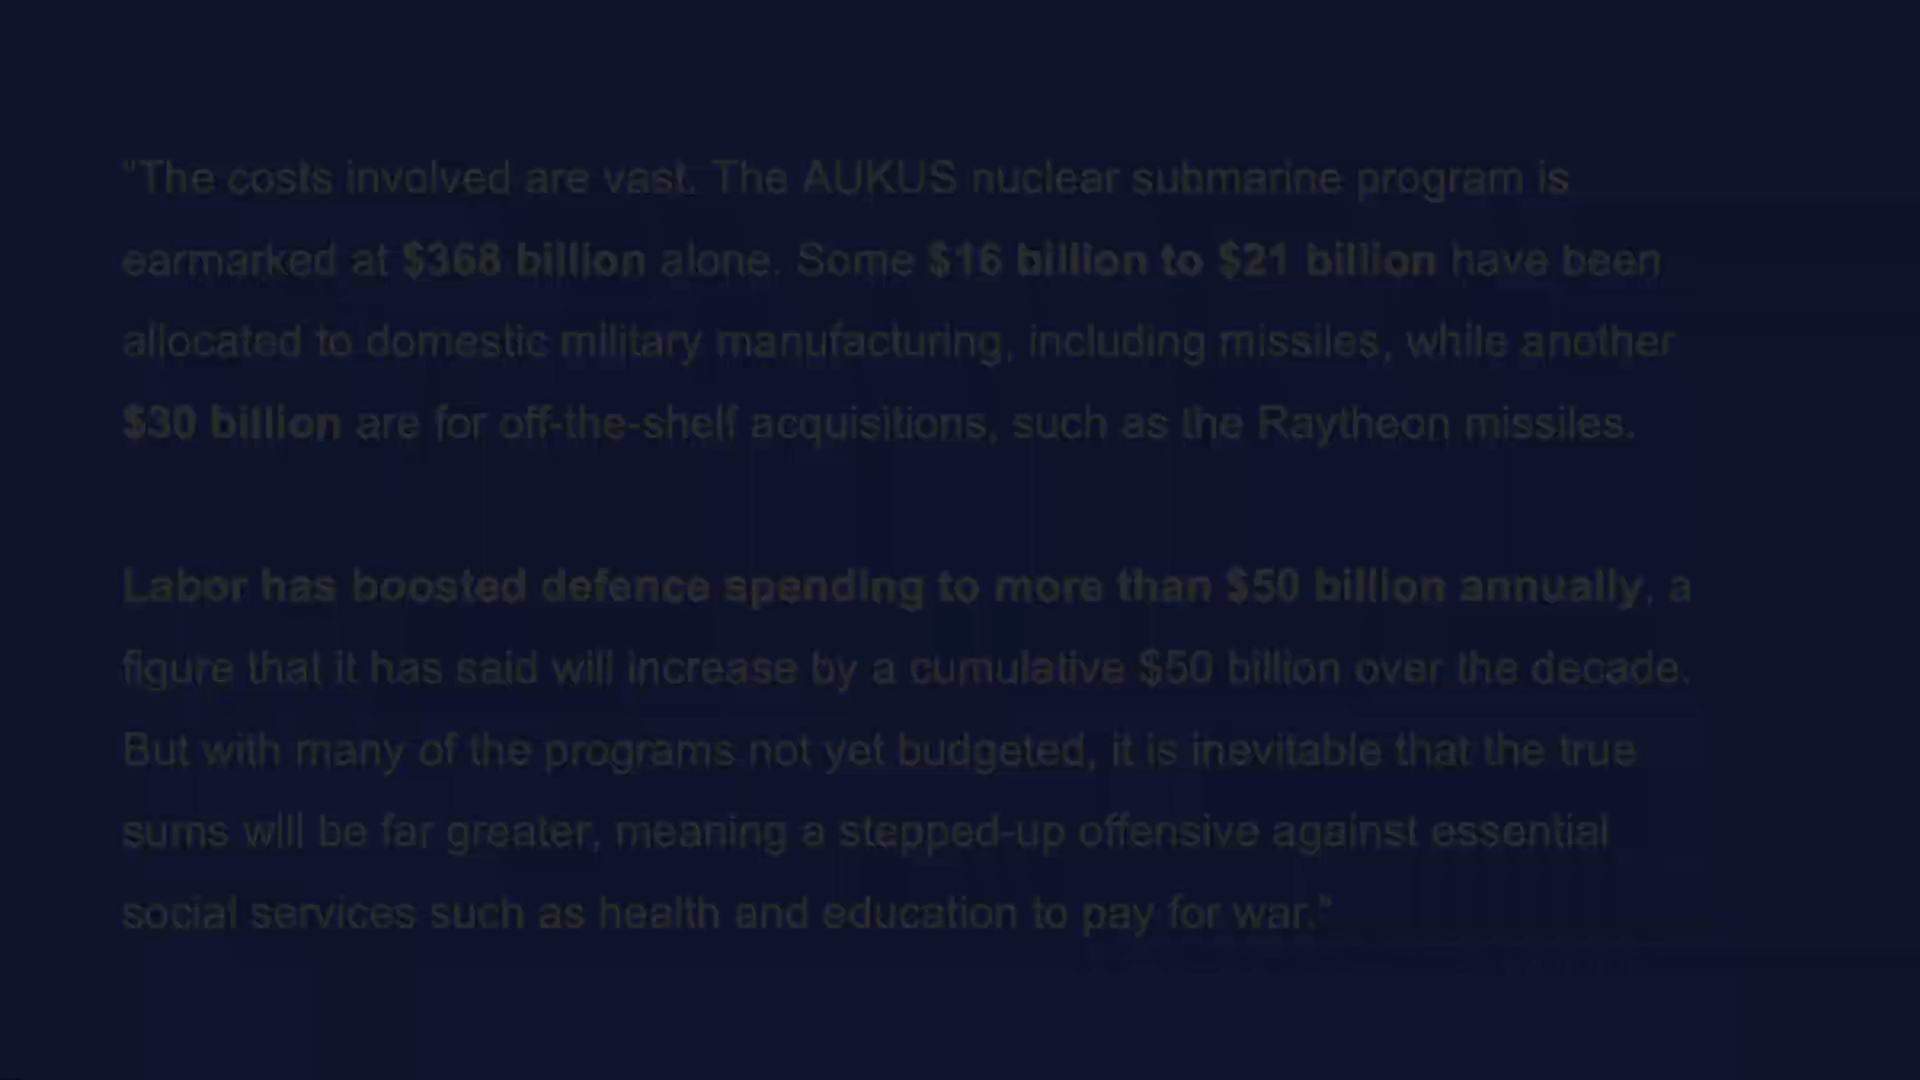 "The costs involved are vast. The AUKUS nuclear submarine program is
earmarked at $368 billion alone. Some $16 billion to $21 billion have been
allocated to domestic military manufacturing, including missiles, while another
$30 billion are for off-the-shelf acquisitions, such as the Raytheon missiles.
Labor has boosted defence spending to more than $50 billion annually, a
figure that it has said will increase by a cumulative $50 billion over the decade.
But with many of the programs not yet budgeted, it is inevitable that the true
sums will be far greater, meaning a stepped-up offensive against essential
social services such as health and education to pay for war."